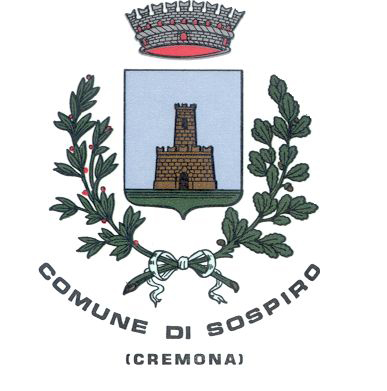 COMUNE DI SOSPIRO
(CREMONA)